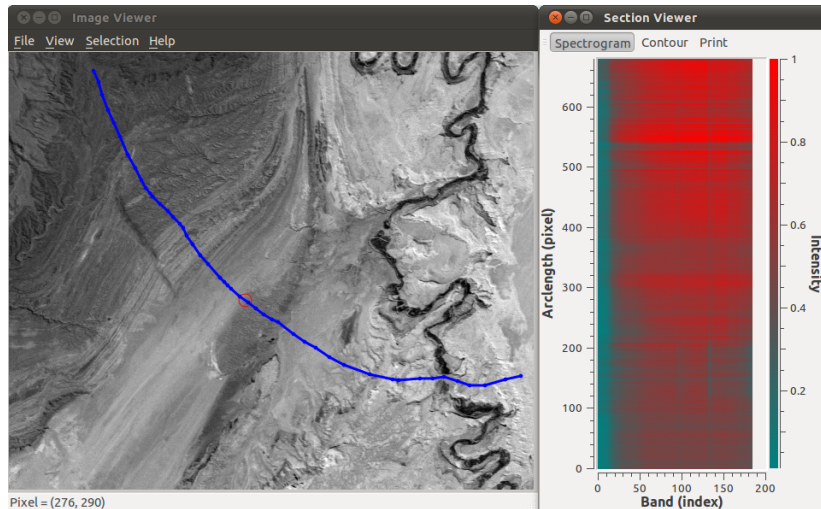 Image Viewer
File View Selection Help
Pixel = (276, 290)
Section Viewer
Spectrogram Contour Print
Arclength (pixel)
600
500
400
300
200
100
0
0 50 100 150 200
Band (index)
1
0.8
0.6
0.4
0.2
Intensity